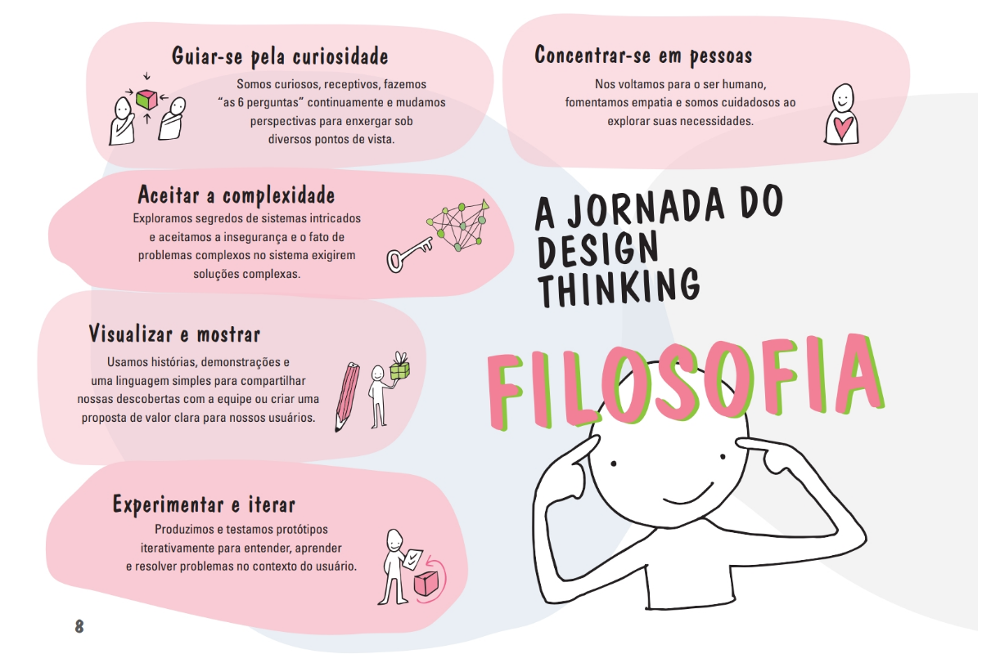 Guiar-se pela curiosidade
Somos curiosos, receptivos, fazemos
“as 6 perguntas” continuamente e mudamos
perspectivas para enxergar sob
diversos pontos de vista.
Concentrar-se em pessoas
Nos voltamos para o ser humano,
fomentamos empatia e somos cuidadosos ao
explorar suas necessidades.
Aceitar a complexidade
Exploramos segredos de sistemas intricados
e aceitamos a insegurança e o fato de
problemas complexos no sistema exigirem
soluções complexas.
A JORNADA DO
DESIGN
THINKING
Visualizar e mostrar
Usamos histórias, demonstrações e
uma linguagem simples para compartilhar
nossas descobertas com a equipe ou criar uma
proposta de valor clara para nossos usuários.
FILOSOFIA
Experimentar e iterar
Produzimos e testamos protótipos
iterativamente para entender, aprender
e resolver problemas no contexto do usuário.
8